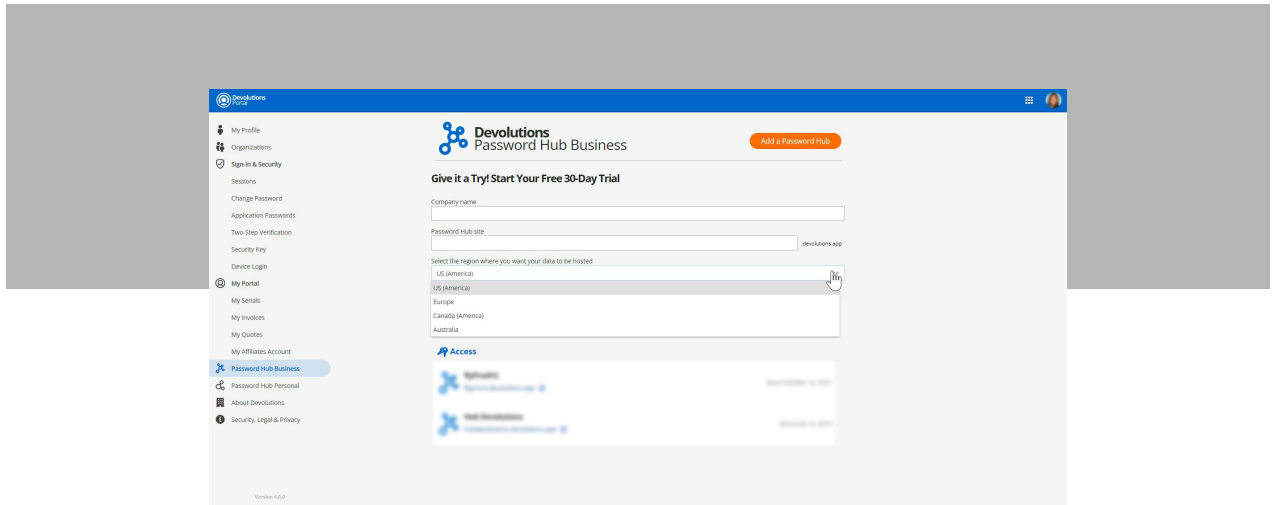 Devolutions
Portal
My Profile
Organizations
Sign-In & Security
Sessions
Change Password
Application Passwords
Two-Step Verification
Security Key
Device Login
My Portal
My Serials
My Invoices
My Quotes
My Affiliates Account
Password Hub Business
Password Hub Personal
About Devolutions
Security, Legal & Privacy
Version 4.0.0
Devolutions
Password Hub Business
Add a Password Hub
Give it a Try! Start Your Free 30-Day Trial
Company name
Password Hub site
.devolutions.app
Select the region where you want your data to be hosted
US (America)
US (America)
Europe
Canada (America)
Australia
Access